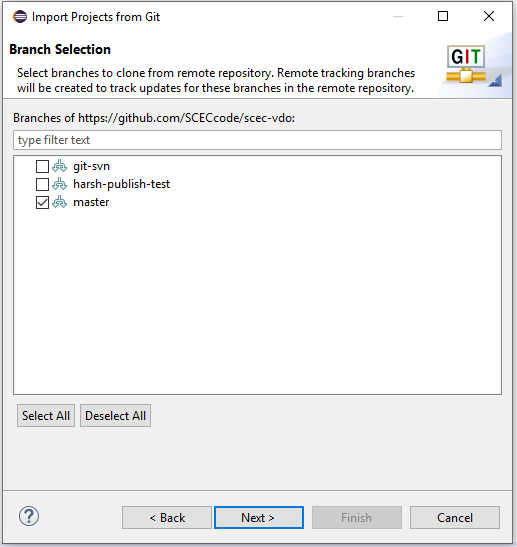 Import Projects from Git
Branch Selection
Select branches to clone from remote repository. Remote tracking branches
will be created to track updates for these branches in the remote repository.
GIT
Branches of https://github.com/SCECcode/scec-vdo:
type filter text
git-svn
harsh-publish-test
master
Select All
Deselect All
?
< Back
Next >
Finish
Cancel